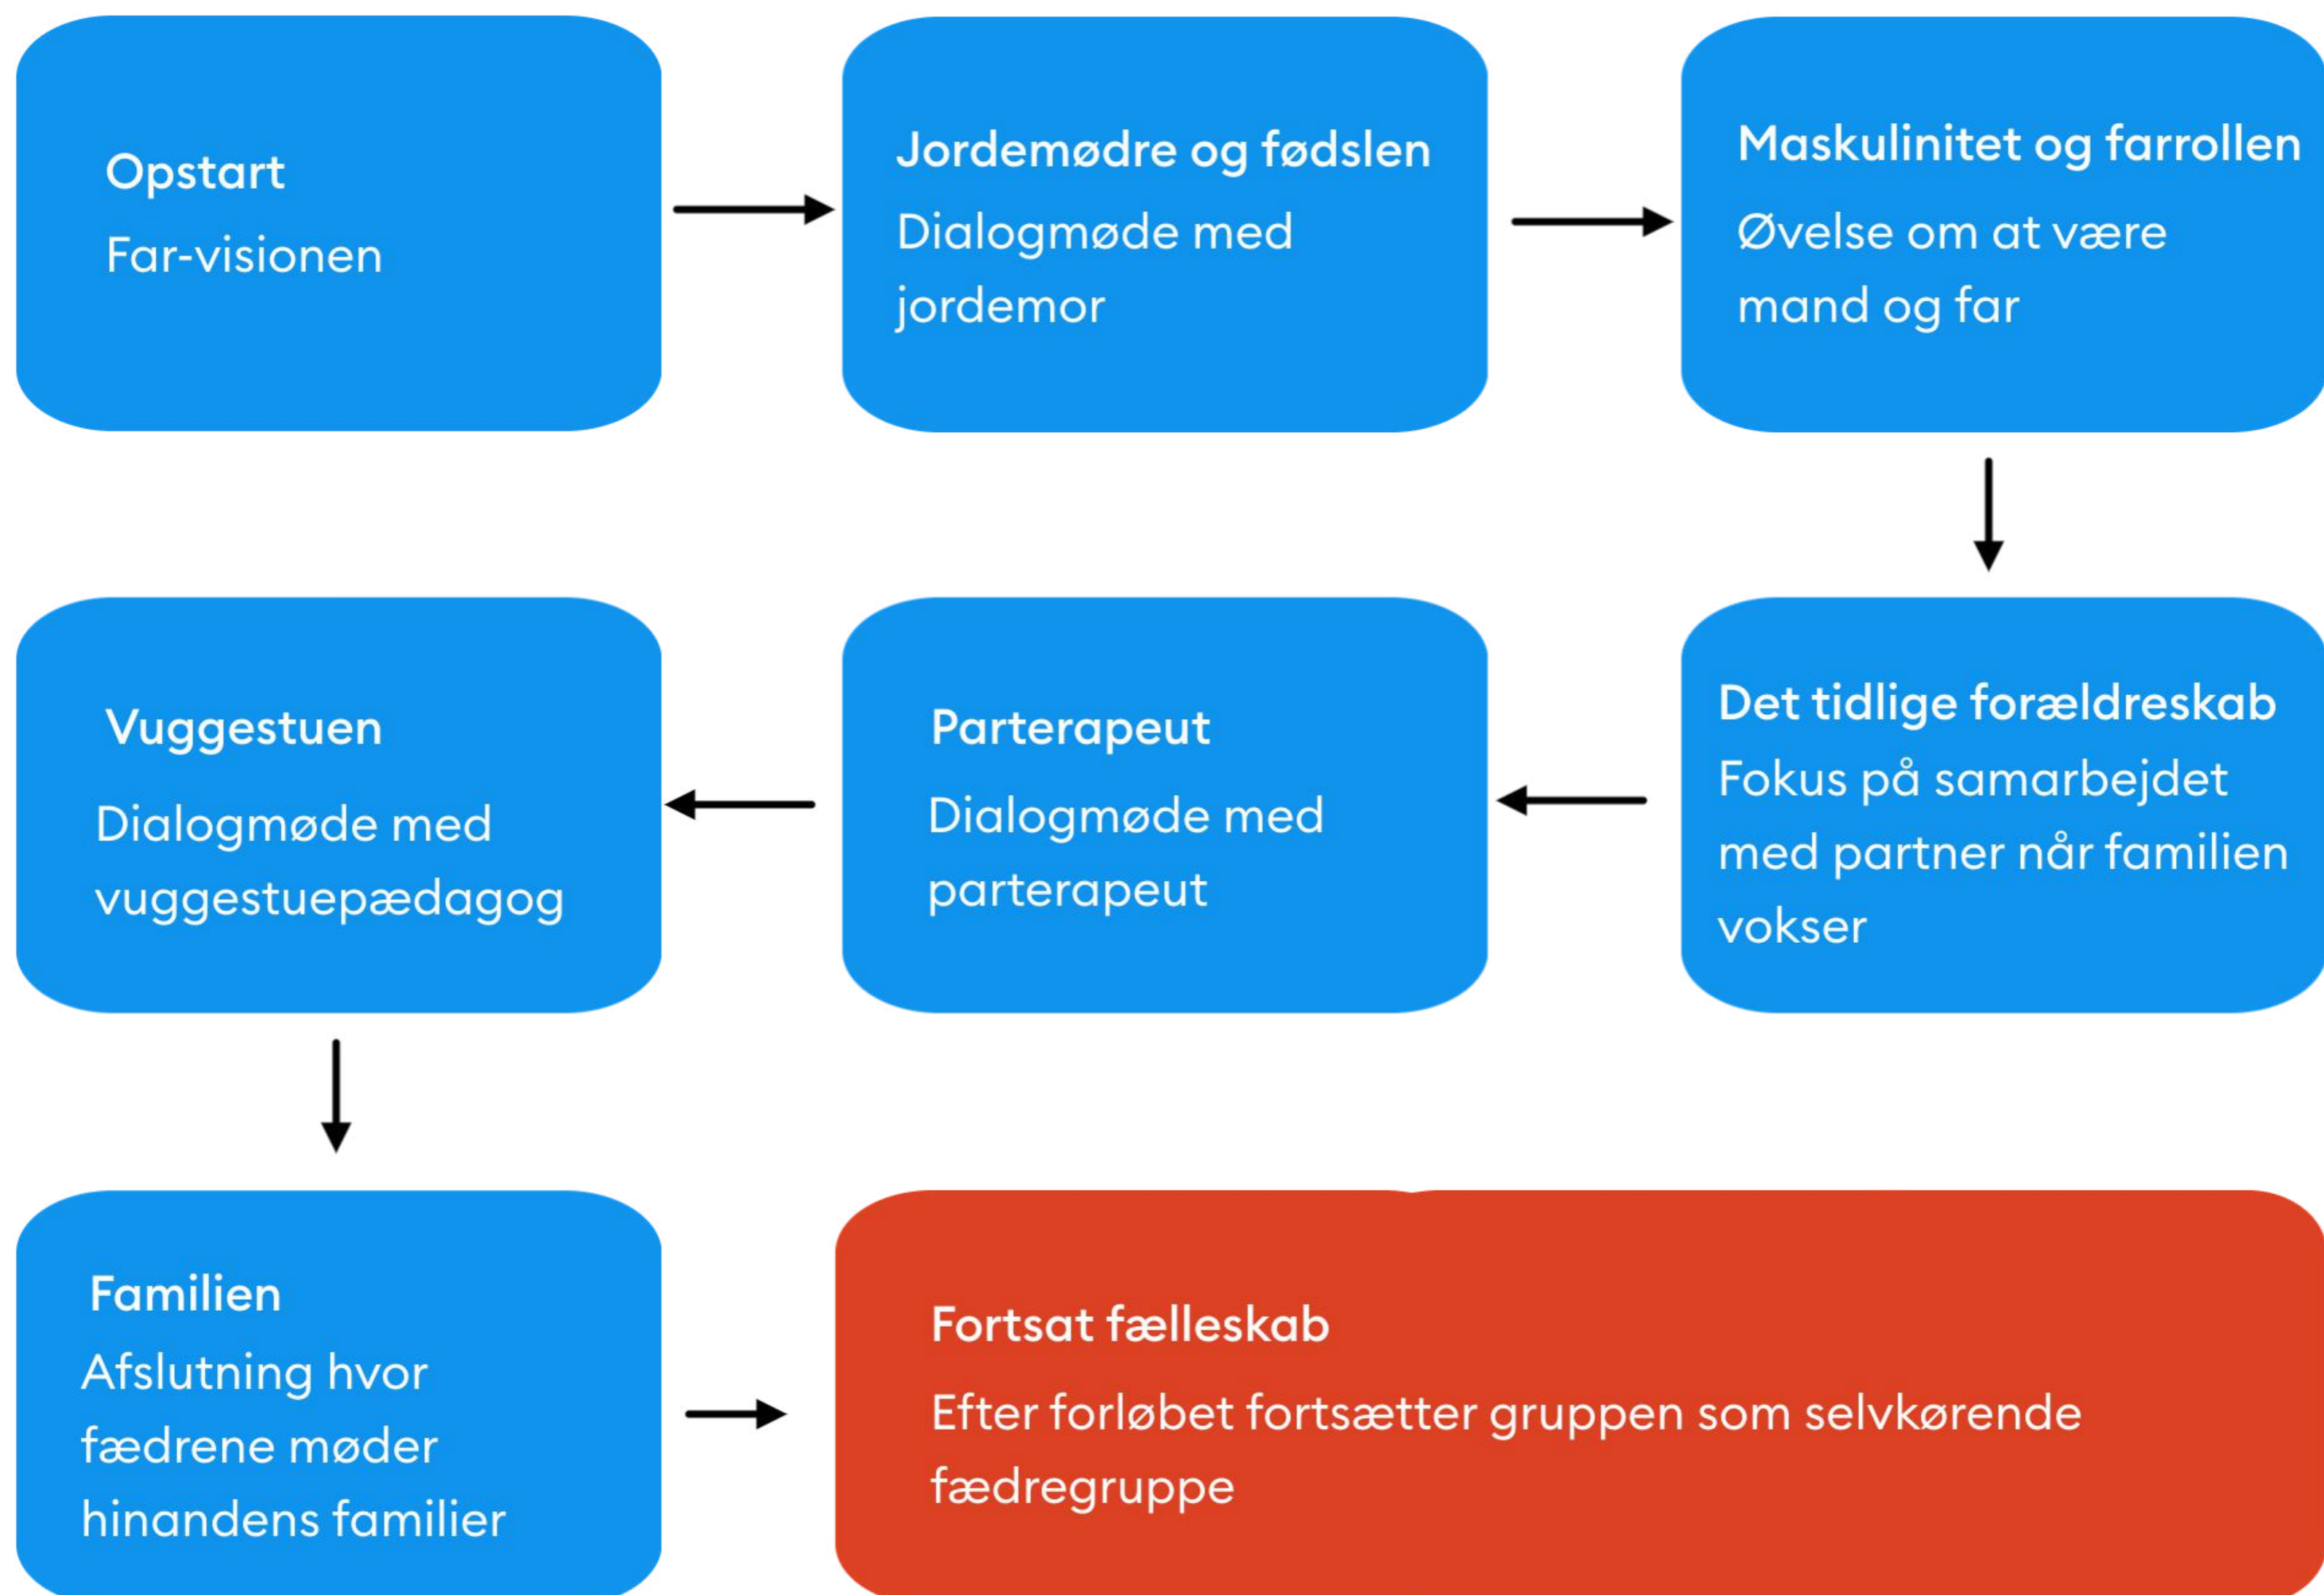 Opstart
Far-visionen
Jordemødre og fødslen
Dialogmøde med
jordemor
Maskulinitet og farrollen
Øvelse om at være
mand og far
Det tidlige forældreskab
Fokus på samarbejdet
med partner når familien
vokser
Parterapeut
Dialogmøde med
parterapeut
Vuggestuen
Dialogmøde med
vuggestuepædagog
Familien
Afslutning hvor
fædrene møder
hinandens familier
Fortsat fælleskab
Efter forløbet fortsætter gruppen som selvkørende
fædregruppe